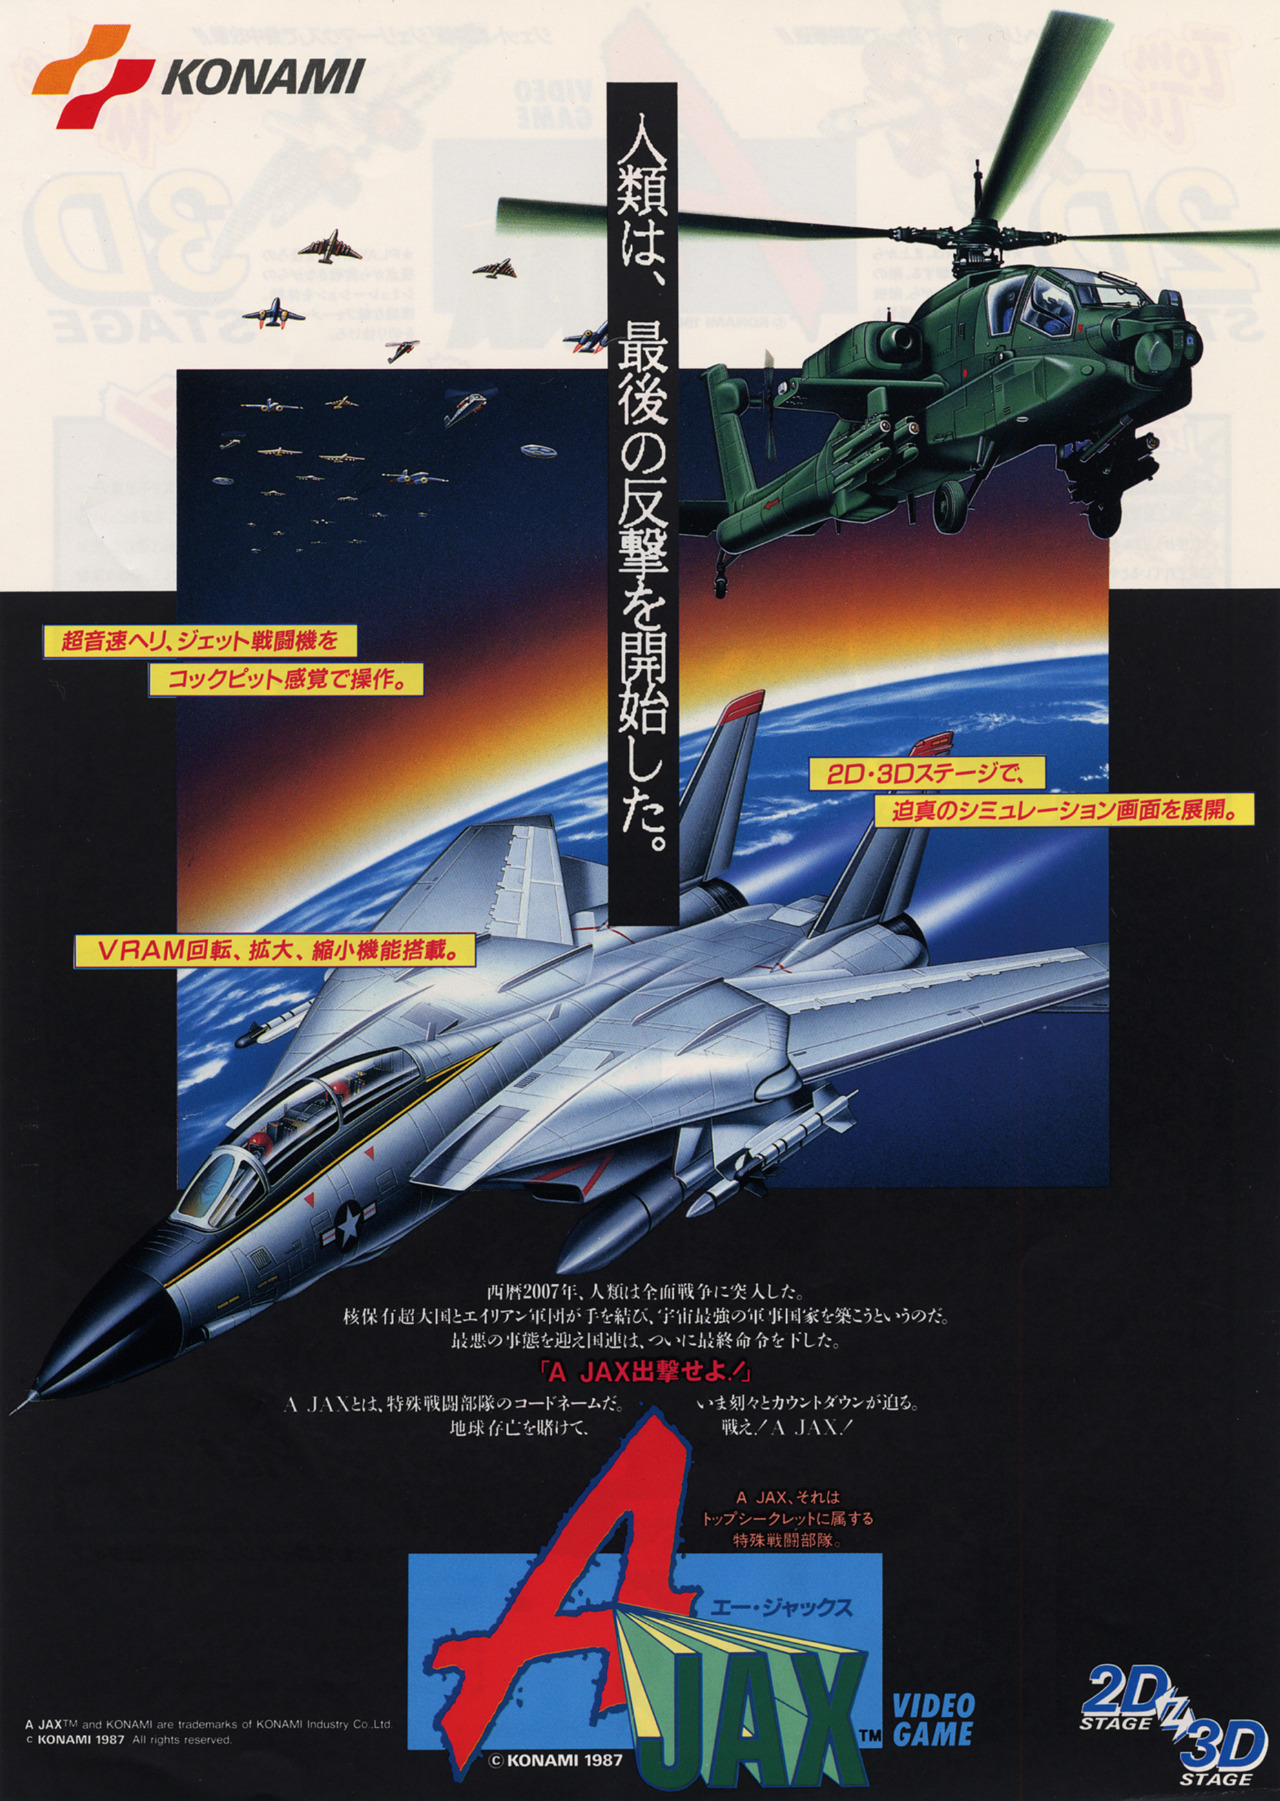 KONAMI
人類は、最後の反撃を開始した。
超音速ヘリ、ジェット戦闘機を
コックピット感覚で操作。
2D・3Dステージで、
迫真のシミュレーション画面を展開。
VRAM回転、拡大、縮小機能搭載。
西暦2007年、人類は全面戦争に突入した。
核保有超大国とエイリアン軍団が手を結び、宇宙最強の軍事国家を築こうというのだ。
最悪の事態を迎え国連は、ついに最終命令を下した。
「A JAX出撃せよ!」
A JAXとは、特殊戦闘部隊のコードネームだ。
いま刻々とカウントダウンが迫る。
地球存亡を賭けて、
戦え!A JAX!
A JAX、それは
トップシークレットに属する
特殊戦闘部隊。
A JAX
エー・ジャックス
TM
VIDEO
GAME
© KONAMI 1987
A JAX™ and KONAMI are trademarks of KONAMI Industry Co.,Ltd.
c KONAMI 1987 All rights reserved.
2D
STAGE
3D
STAGE